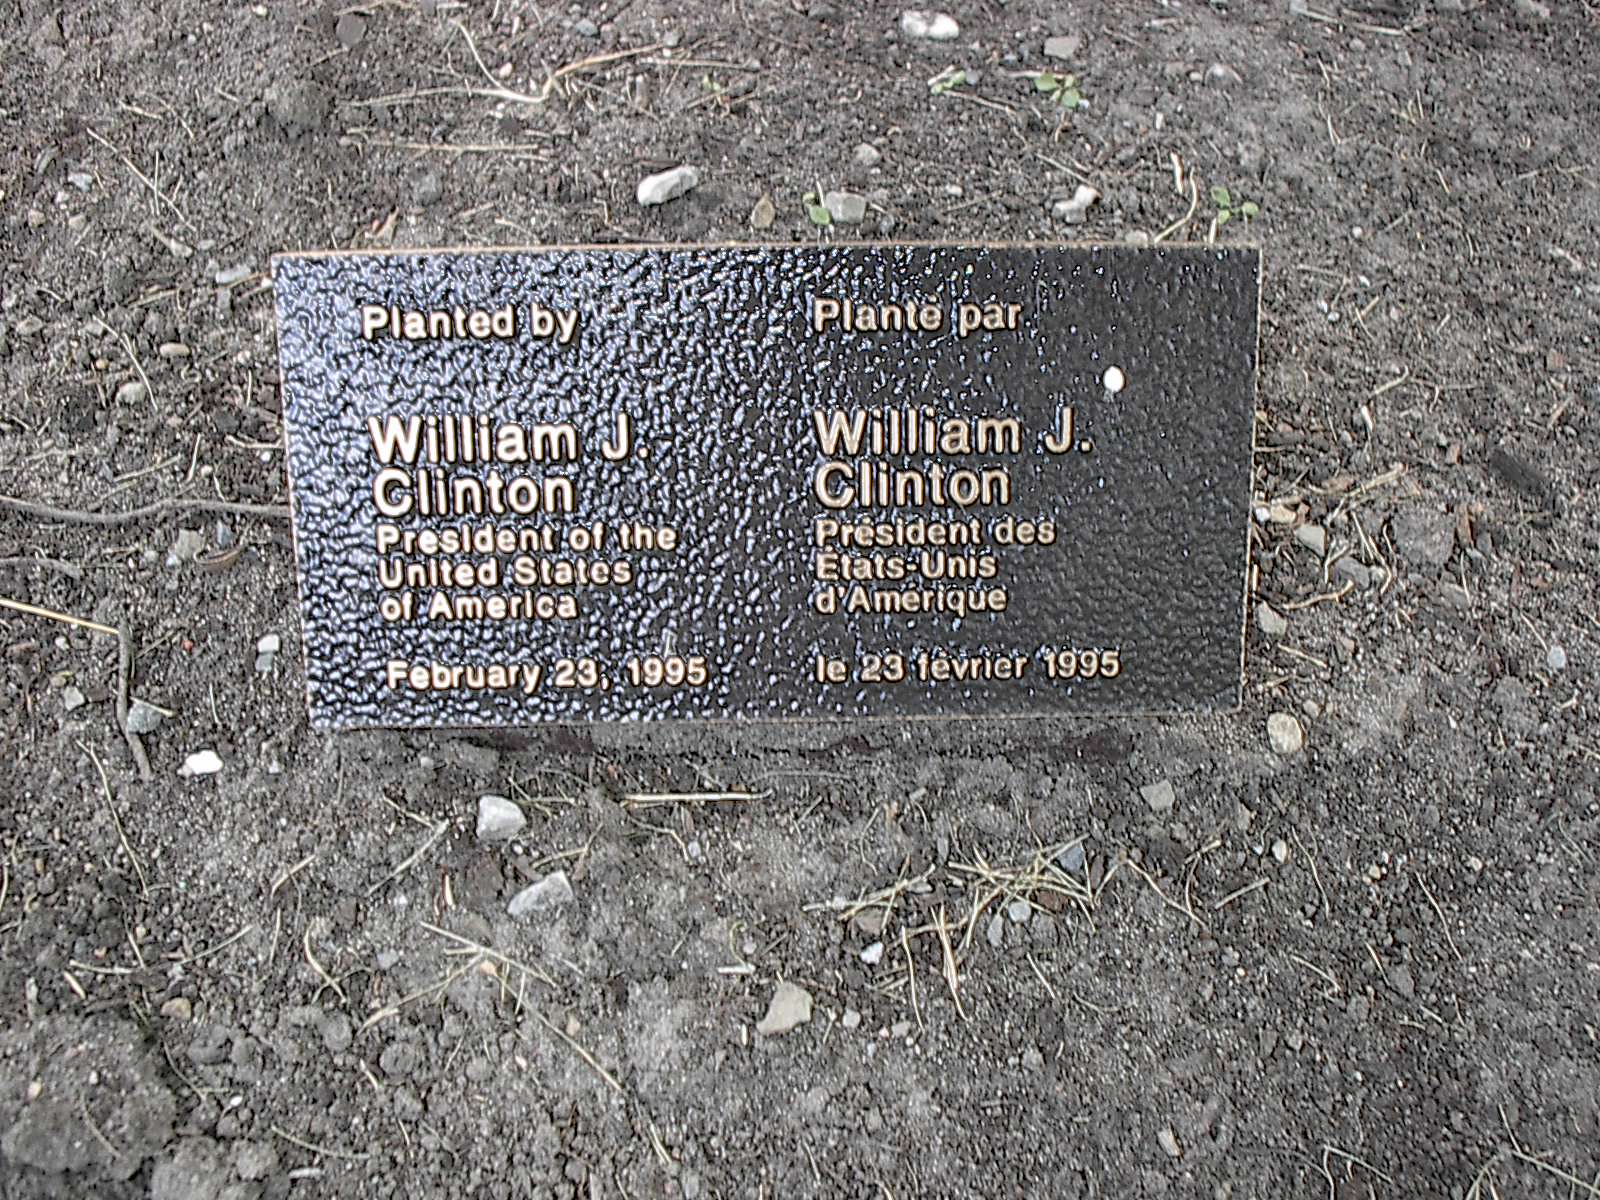 Planted by
William J.
Clinton
President of the
United States
of America
February 23, 1995
Planté par
William J.
Clinton
Président des
États-Unis
d'Amérique
le 23 février 1995